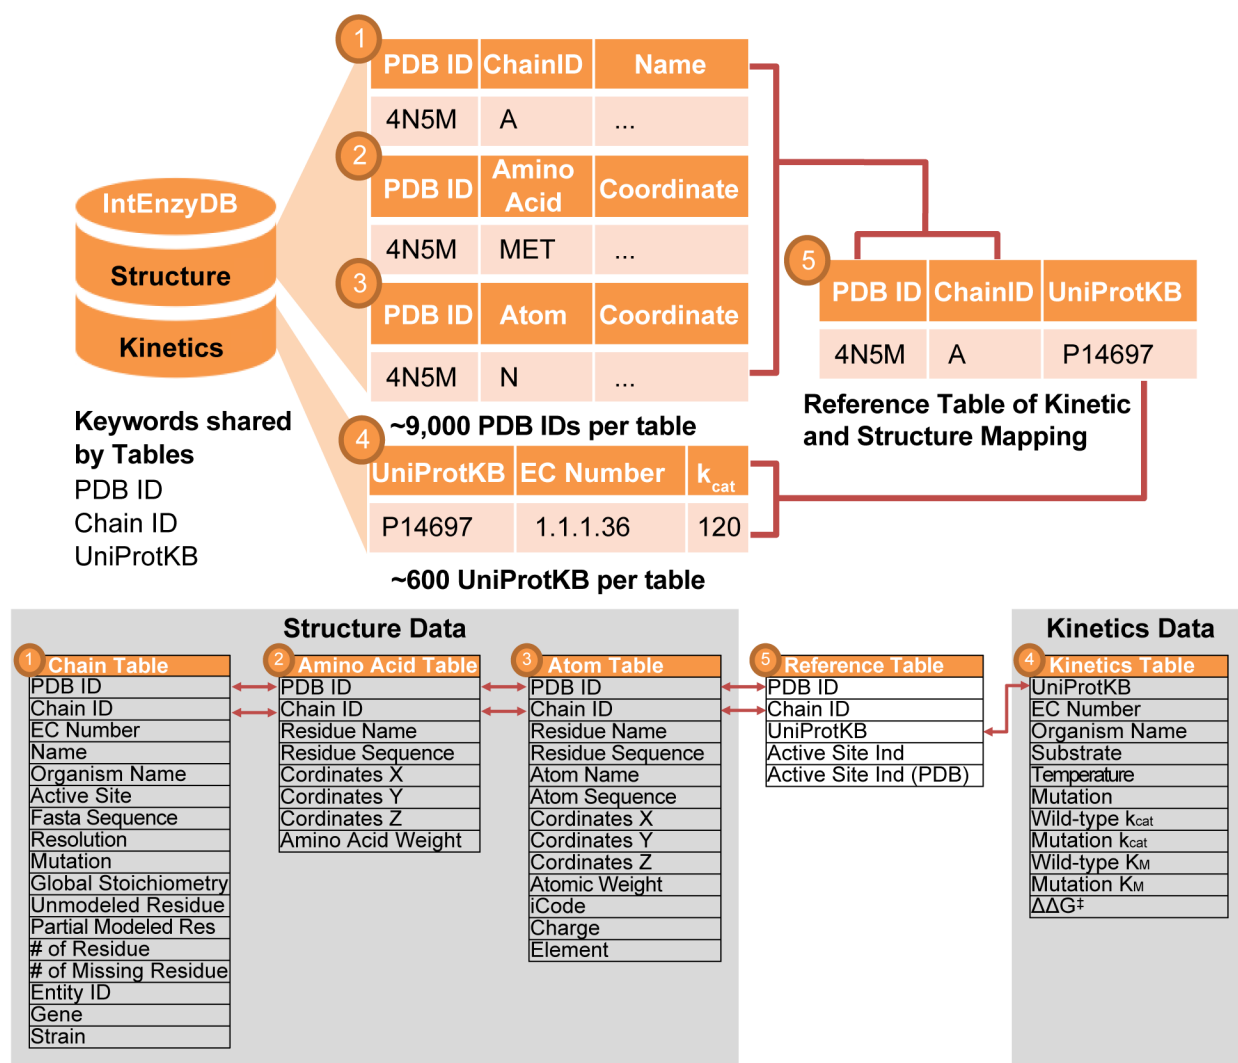 1
PDB ID ChainID Name
4N5M A ...
2
PDB ID Amino Acid Coordinate
4N5M MET ...
3
PDB ID Atom Coordinate
4N5M N ...
~9,000 PDB IDs per table
IntEnzyDB
Structure
Kinetics
Keywords shared
by Tables
PDB ID
Chain ID
UniProtKB
4
UniProtKB EC Number kcat
P14697 1.1.1.36 120
~600 UniProtKB per table
5
PDB ID ChainID UniProtKB
4N5M A P14697
Reference Table of Kinetic
and Structure Mapping
Structure Data
1 Chain Table
PDB ID
Chain ID
EC Number
Name
Organism Name
Active Site
Fasta Sequence
Resolution
Mutation
Global Stoichiometry
Unmodeled Residue
Partial Modeled Res
# of Residue
# of Missing Residue
Entity ID
Gene
Strain
2 Amino Acid Table
PDB ID
Chain ID
Residue Name
Residue Sequence
Cordinates X
Cordinates Y
Cordinates Z
Amino Acid Weight
3 Atom Table
PDB ID
Chain ID
Residue Name
Residue Sequence
Atom Name
Atom Sequence
Cordinates X
Cordinates Y
Cordinates Z
Atomic Weight
iCode
Charge
Element
5 Reference Table
PDB ID
Chain ID
UniProtKB
Active Site Ind
Active Site Ind (PDB)
Kinetics Data
4 Kinetics Table
UniProtKB
EC Number
Organism Name
Substrate
Temperature
Mutation
Wild-type kcat
Mutation kcat
Wild-type KM
Mutation KM
ΔΔG‡